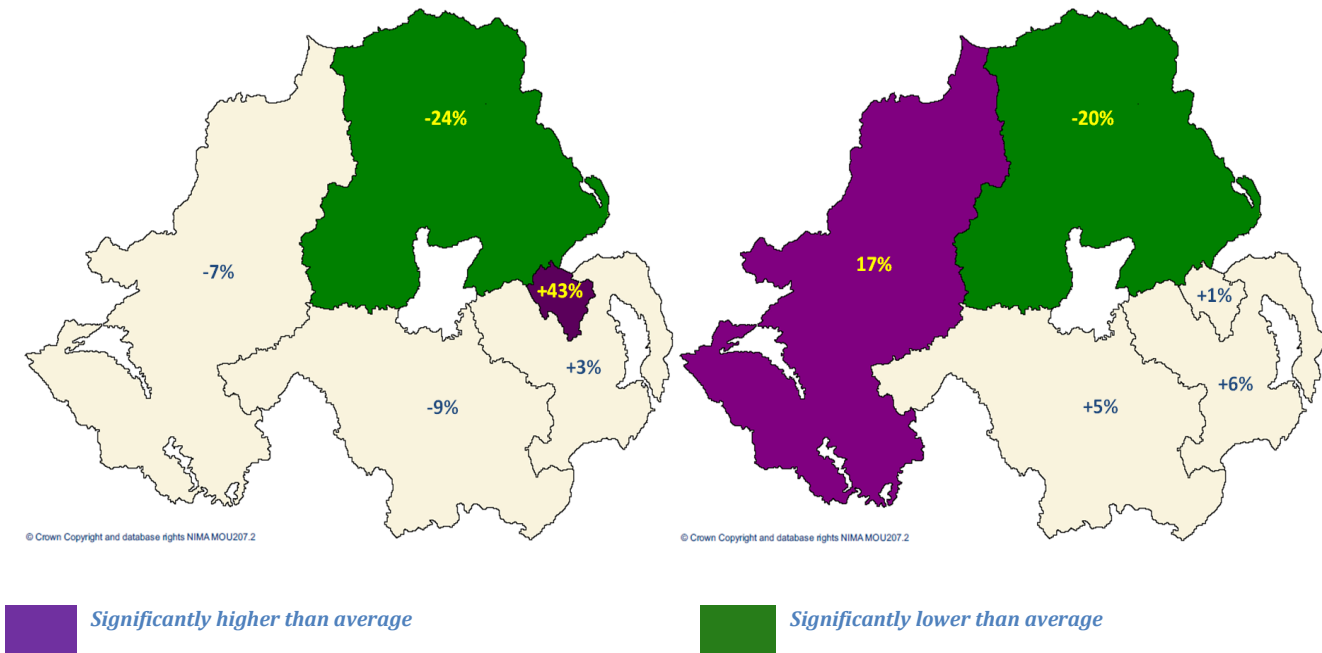 -24%
-7%
+43%
+3%
-9%
© Crown Copyright and database rights NIMA MOU207.2
-20%
17%
+1%
+6%
+5%
© Crown Copyright and database rights NIMA MOU207.2
Significantly higher than average
Significantly lower than average